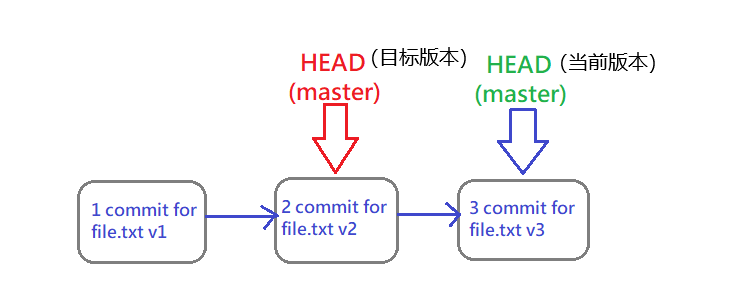 HEAD (目标版本)
(master)
HEAD (当前版本)
(master)
1 commit for
file.txt v1
2 commit for
file.txt v2
3 commit for
file.txt v3